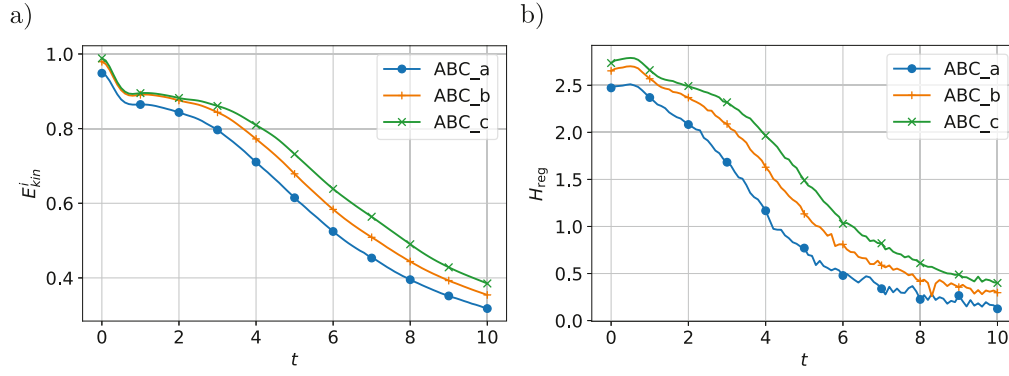 a)
1.0
0.8
0.6
0.4
E^i_kin
0 2 4 6 8 10
t
ABC_a
ABC_b
ABC_c
b)
2.5
2.0
1.5
1.0
0.5
0.0
H_reg
0 2 4 6 8 10
t
ABC_a
ABC_b
ABC_c